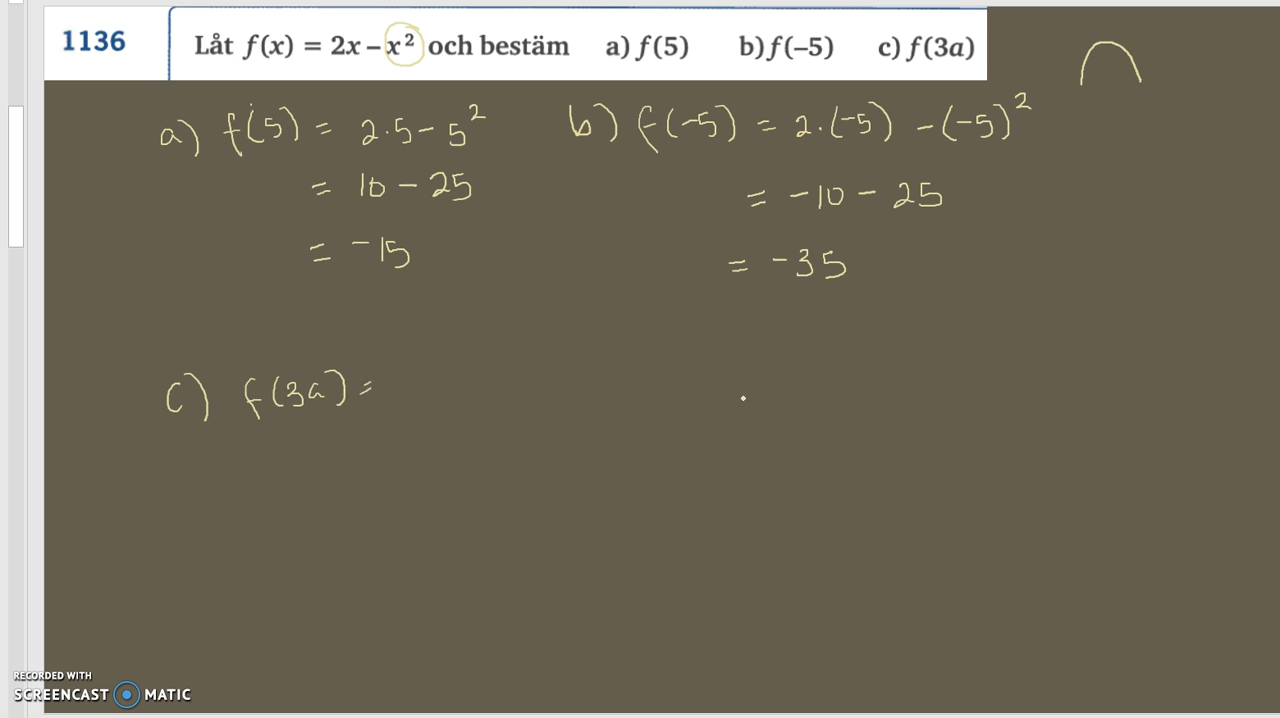 1136 Låt f(x) = 2x – x² och bestäm a) f(5) b) f(–5) c) f(3a)
a) f(5) = 2·5 – 5²
= 10 – 25
= –15
b) f(–5) = 2·(–5) – (–5)²
= –10 – 25
= –35
c) f(3a) =
RECORDED WITH
SCREENCAST MATIC